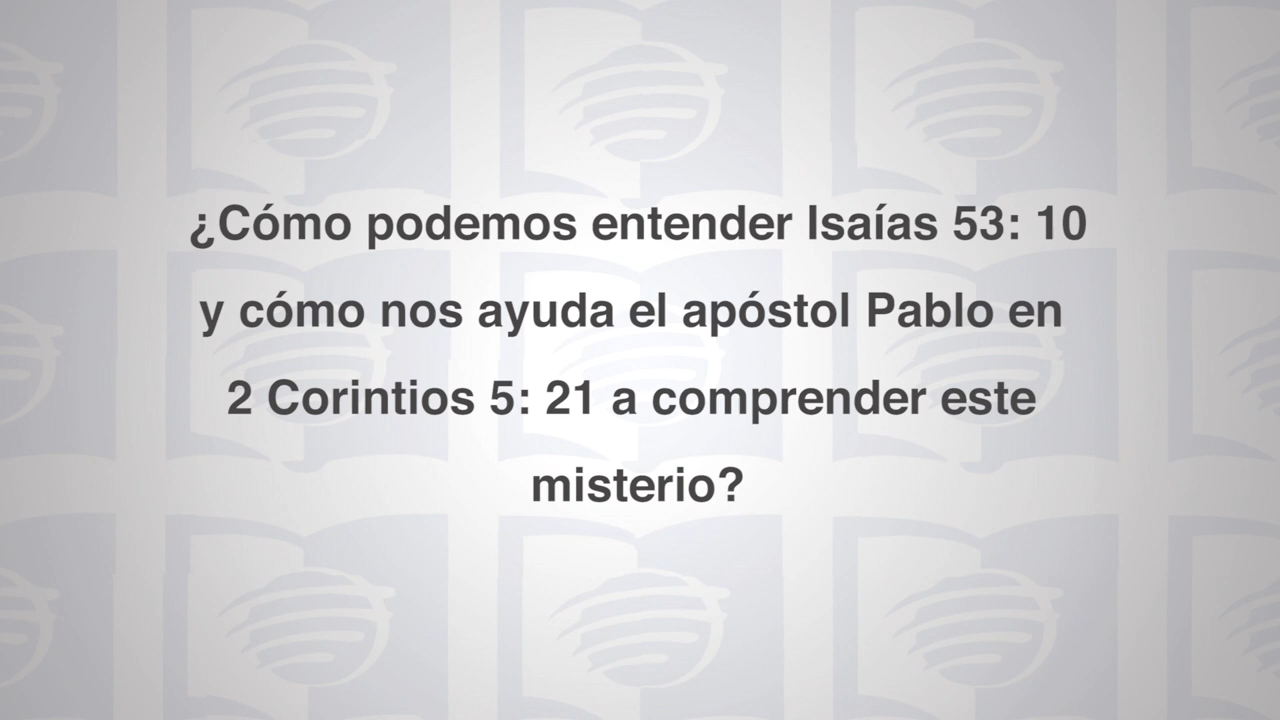 ¿Cómo podemos entender Isaías 53: 10
y cómo nos ayuda el apóstol Pablo en
2 Corintios 5: 21 a comprender este
misterio?